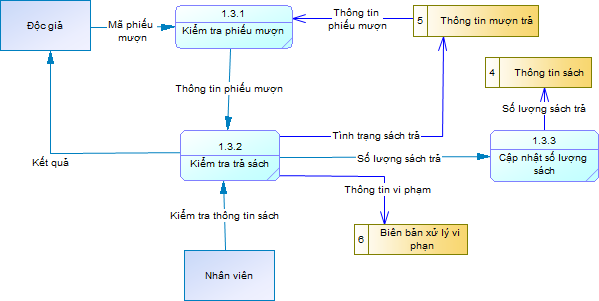 Độc giả
Mã phiếu
mượn
1.3.1
Kiểm tra phiếu mượn
Thông tin
phiếu mượn
5
Thông tin mượn trả
4
Thông tin sách
Thông tin phiếu mượn
Số lượng sách trả
1.3.2
Kiểm tra trả sách
Tình trạng sách trả
Số lượng sách trả
1.3.3
Cập nhật số lượng
sách
Kết quả
Thông tin vi phạm
Kiểm tra thông tin sách
6
Biên bản xử lý vi
phạn
Nhân viên